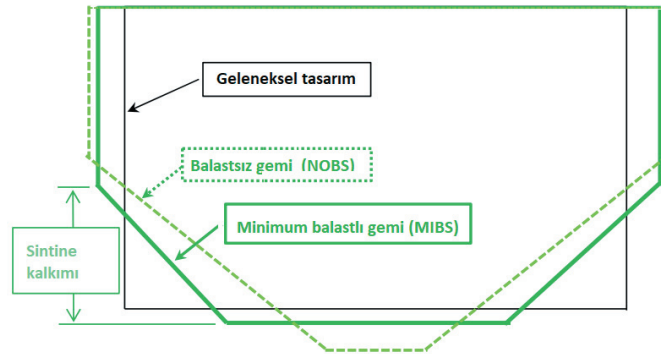 Geleneksel tasarım
Balastsız gemi (NOBS)
Minimum balastlı gemi (MIBS)
Sintine
kalkımı